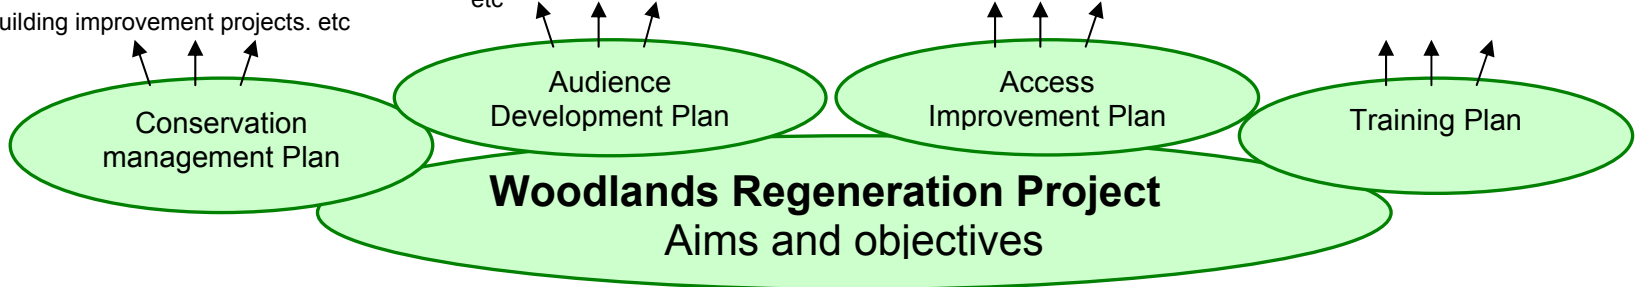 etc
improvement projects. etc
Audience
Development Plan
Access
Improvement Plan
Conservation
management Plan
Training Plan
Woodlands Regeneration Project
Aims and objectives